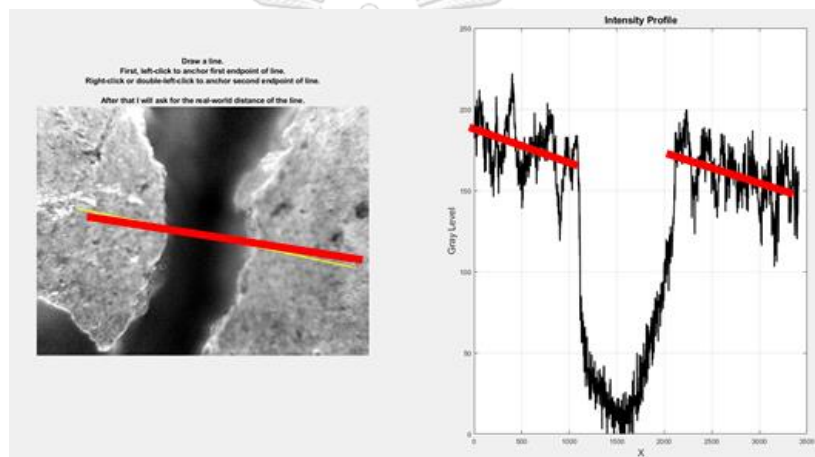 Draw a line.
First, left-click to anchor first endpoint of line.
Right-click or double-left-click to anchor second endpoint of line.
After that I will ask for the real-world distance of the line.
Intensity Profile
250
200
150
100
50
0
Gray Level
0 500 1000 1500 2000 2500 3000 3500
X